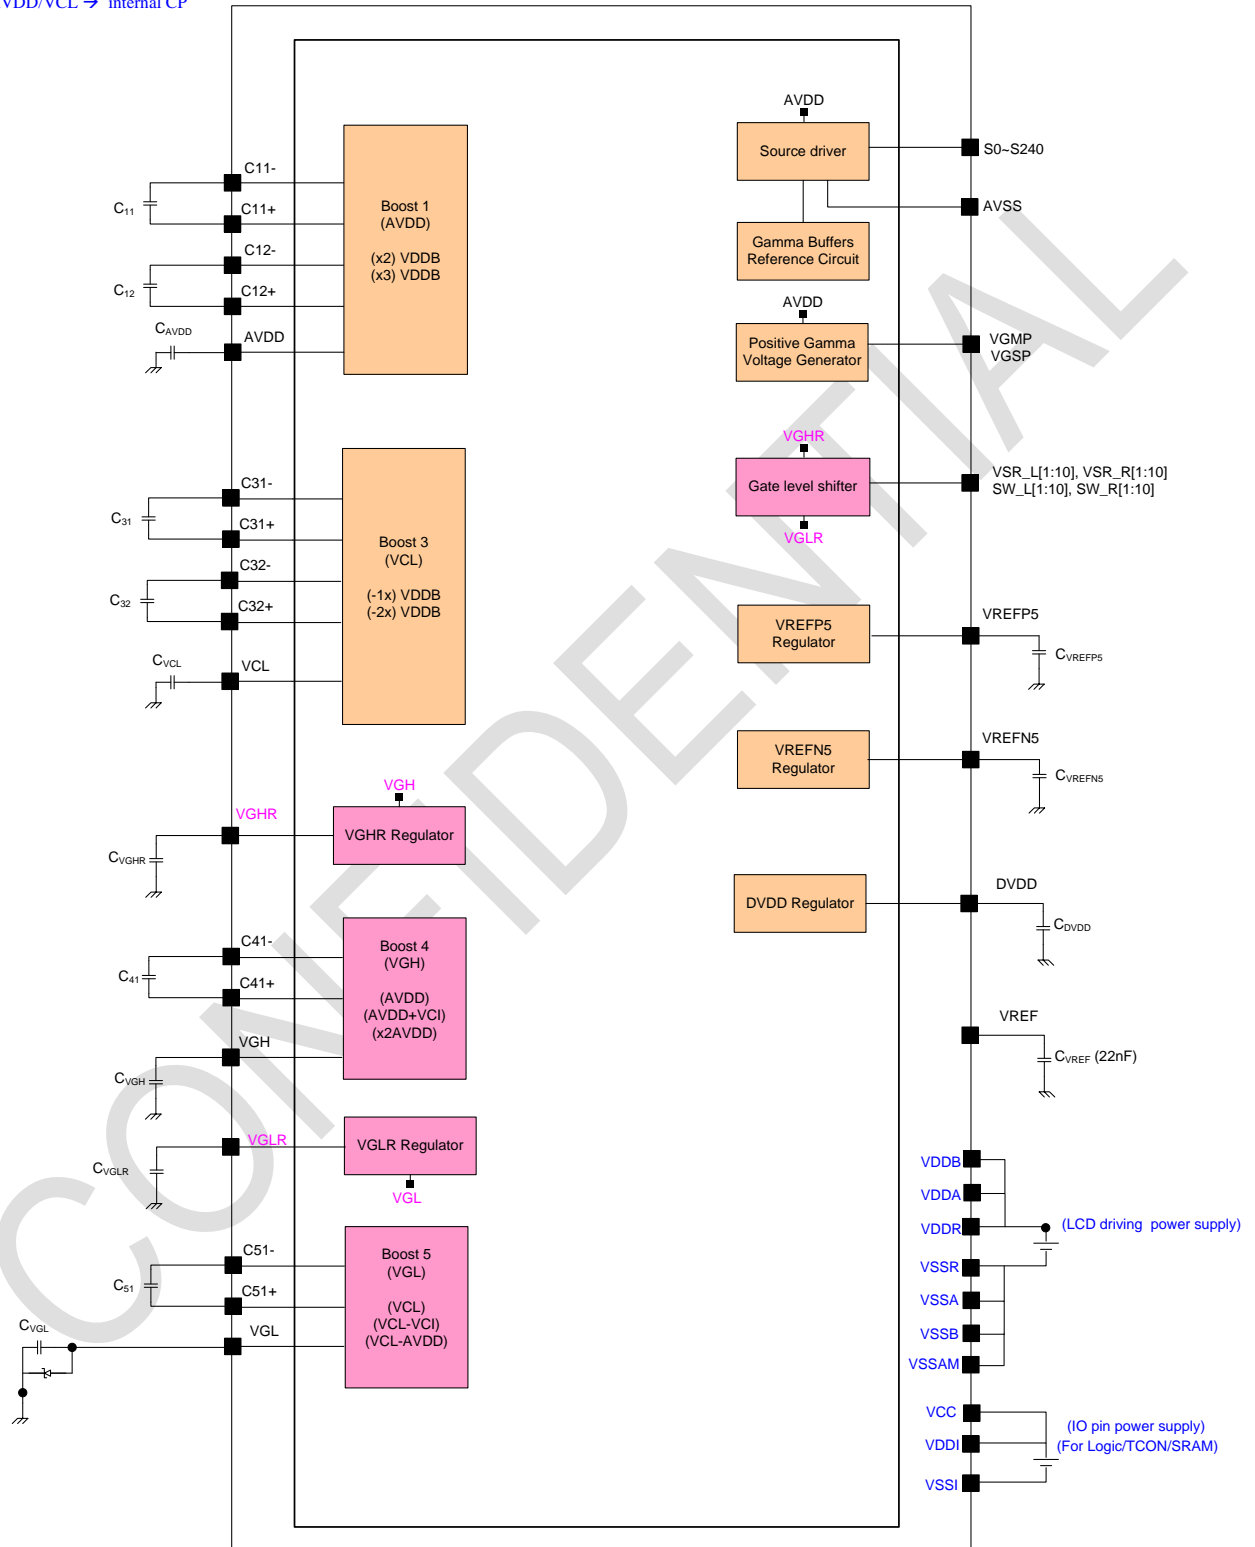 VDD/VCL → internal CP
C11-
C11
C11+
C12-
C12
C12+
CAVDD
AVDD
Boost 1
(AVDD)
(x2) VDDB
(x3) VDDB
C31-
C31
C31+
C32-
C32
C32+
CVCL
VCL
Boost 3
(VCL)
(-1x) VDDB
(-2x) VDDB
VGH
VGHR
VGHR Regulator
CVGHR
C41-
C41
C41+
VGH
CVGH
Boost 4
(VGH)
(AVDD)
(AVDD+VCI)
(x2AVDD)
VGLR
VGLR Regulator
CVGLR
VGL
C51-
C51
C51+
VGL
CVGL
Boost 5
(VGL)
(VCL)
(VCL-VCI)
(VCL-AVDD)
AVDD
Source driver
S0~S240
AVSS
Gamma Buffers
Reference Circuit
AVDD
Positive Gamma
Voltage Generator
VGMP
VGSP
VGHR
Gate level shifter
VSR_L[1:10], VSR_R[1:10]
SW_L[1:10], SW_R[1:10]
VGLR
VREFP5
Regulator
VREFP5
CVREFP5
VREFN5
Regulator
VREFN5
CVREFN5
DVDD Regulator
DVDD
CDVDD
VREF
CVREF (22nF)
VDDB
VDDA
VDDR
(LCD driving power supply)
VSSR
VSSA
VSSB
VSSAM
VCC
(IO pin power supply)
VDDI
(For Logic/TCON/SRAM)
VSSI
CONFIDENTIAL